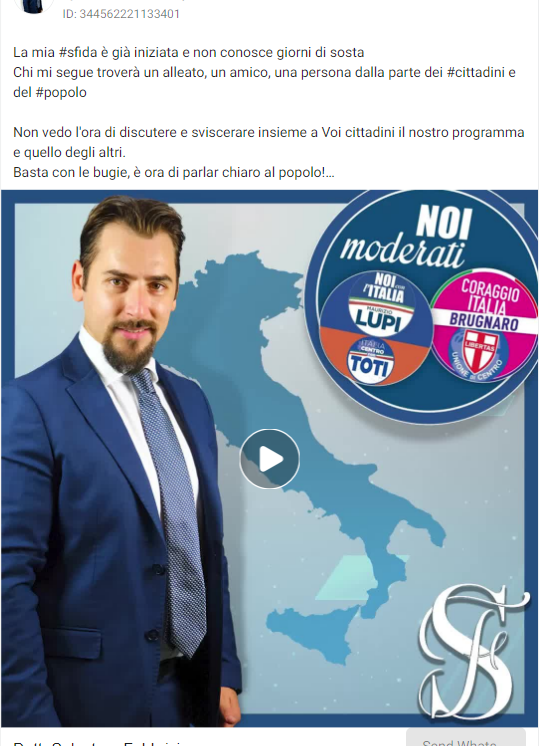 ID: 344562221133401
La mia #sfida è già iniziata e non conosce giorni di sosta
Chi mi segue troverà un alleato, un amico, una persona dalla parte dei #cittadini e
del #popolo
Non vedo l'ora di discutere e sviscerare insieme a Voi cittadini il nostro programma
e quello degli altri.
Basta con le bugie, è ora di parlar chiaro al popolo!...
NOI
moderati
NOI con
l'ITALIA
MAURIZIO
LUPI
ITALIA
AL CENTRO
TOTI
CORAGGIO
ITALIA
BRUGNARO
LIBERTAS
UNIONE DI CENTRO
Send Whats...